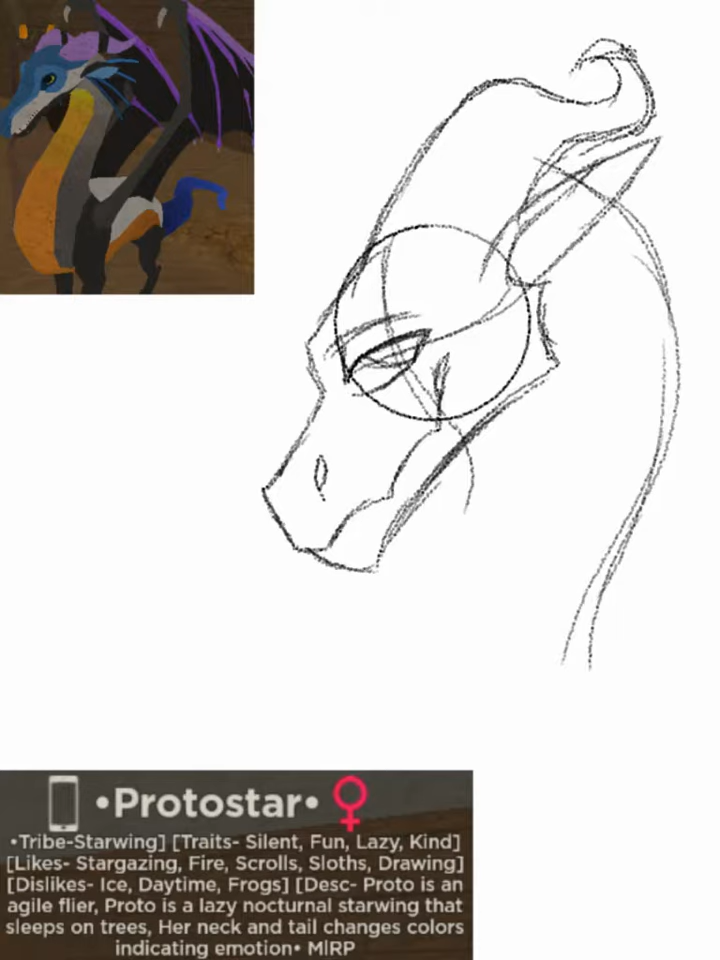 •Protostar•
•Tribe-Starwing] [Traits- Silent, Fun, Lazy, Kind]
[Likes- Stargazing, Fire, Scrolls, Sloths, Drawing]
[Dislikes- Ice, Daytime, Frogs] [Desc- Proto is an
agile flier, Proto is a lazy nocturnal starwing that
sleeps on trees, Her neck and tail changes colors
indicating emotion• M|RP